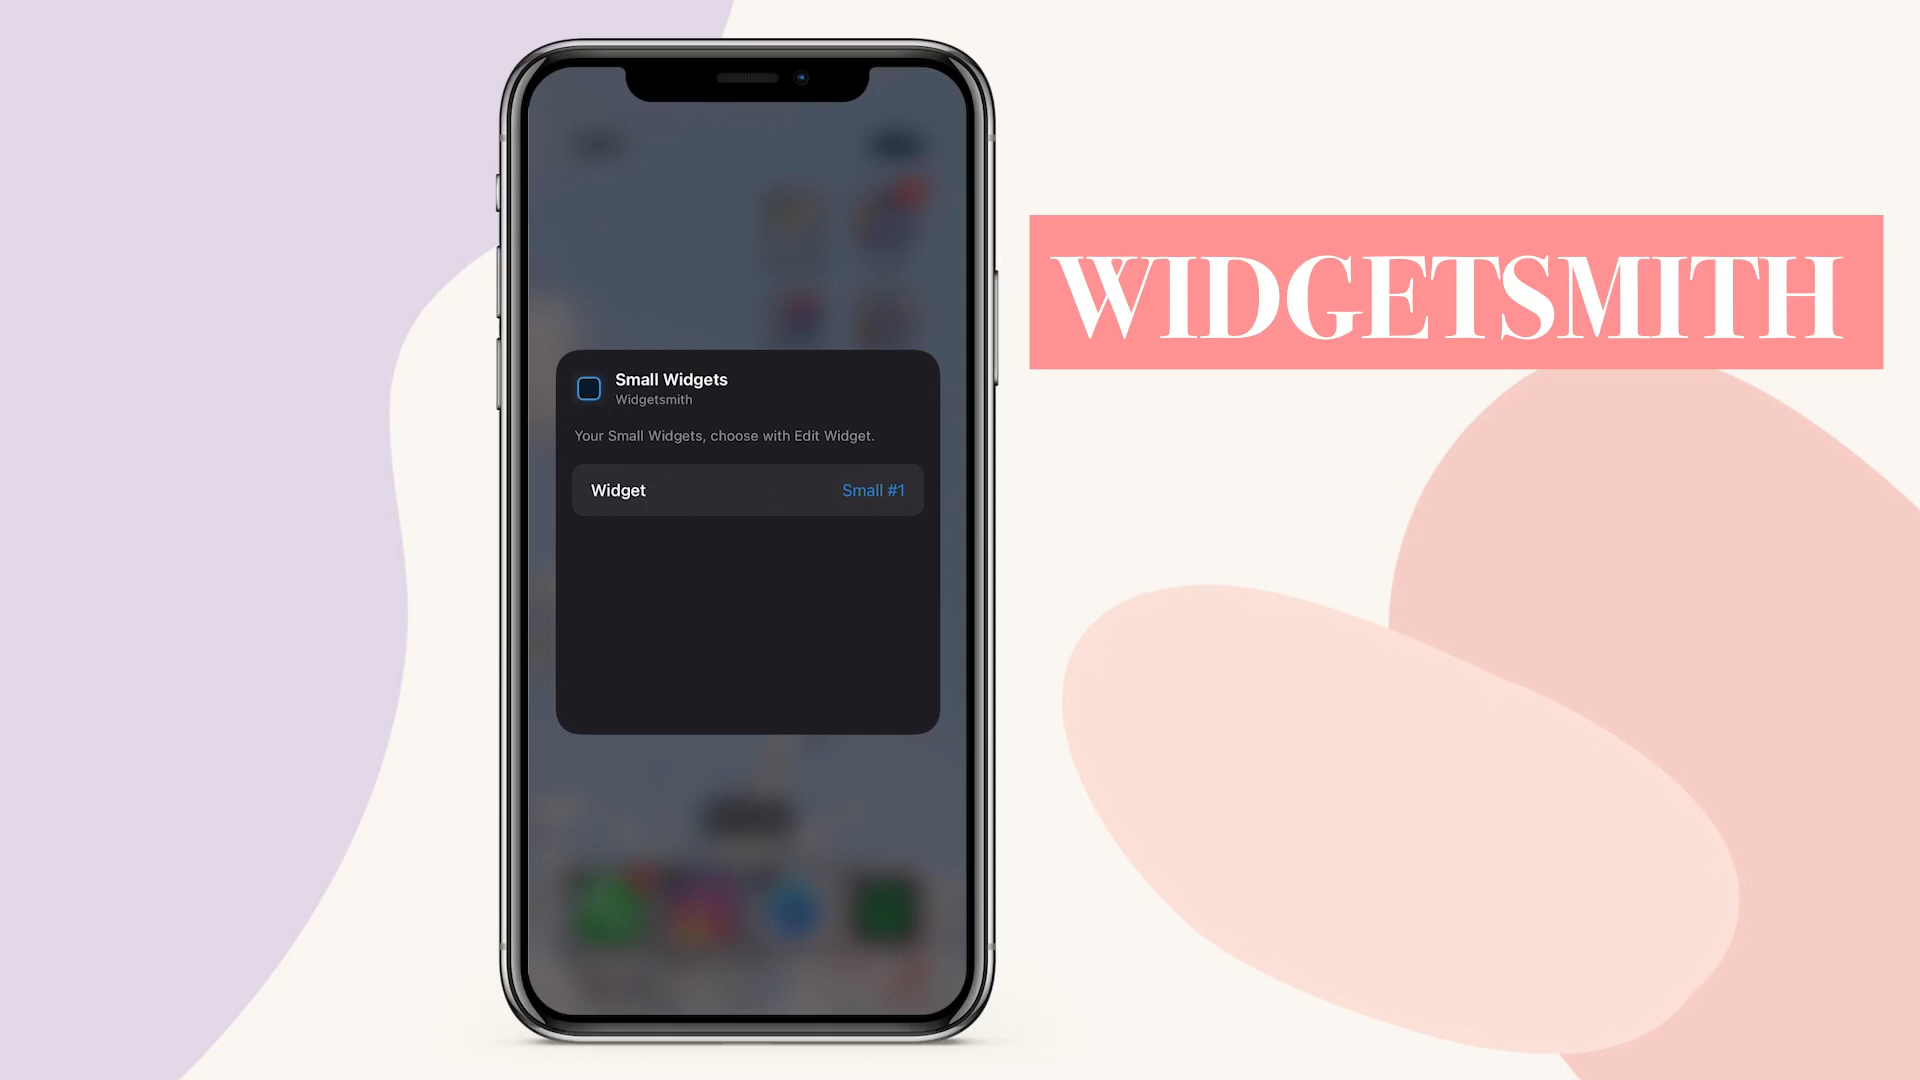 WIDGETSMITH
Small Widgets
Widgetsmith
Your Small Widgets, choose with Edit Widget.
Widget Small #1